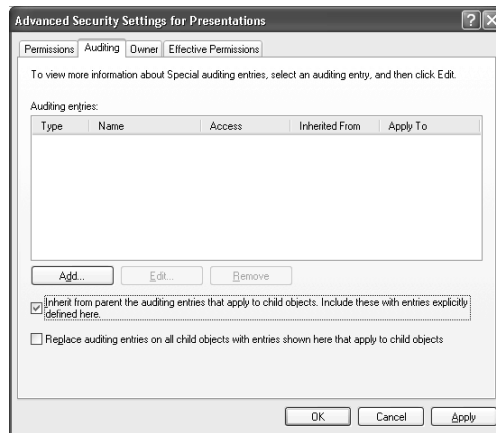 Advanced Security Settings for Presentations
Permissions Auditing Owner Effective Permissions
To view more information about Special auditing entries, select an auditing entry, and then click Edit.
Auditing entries:
Type Name Access Inherited From Apply To
Add... Edit... Remove
Inherit from parent the auditing entries that apply to child objects. Include these with entries explicitly
defined here.
Replace auditing entries on all child objects with entries shown here that apply to child objects
OK Cancel Apply